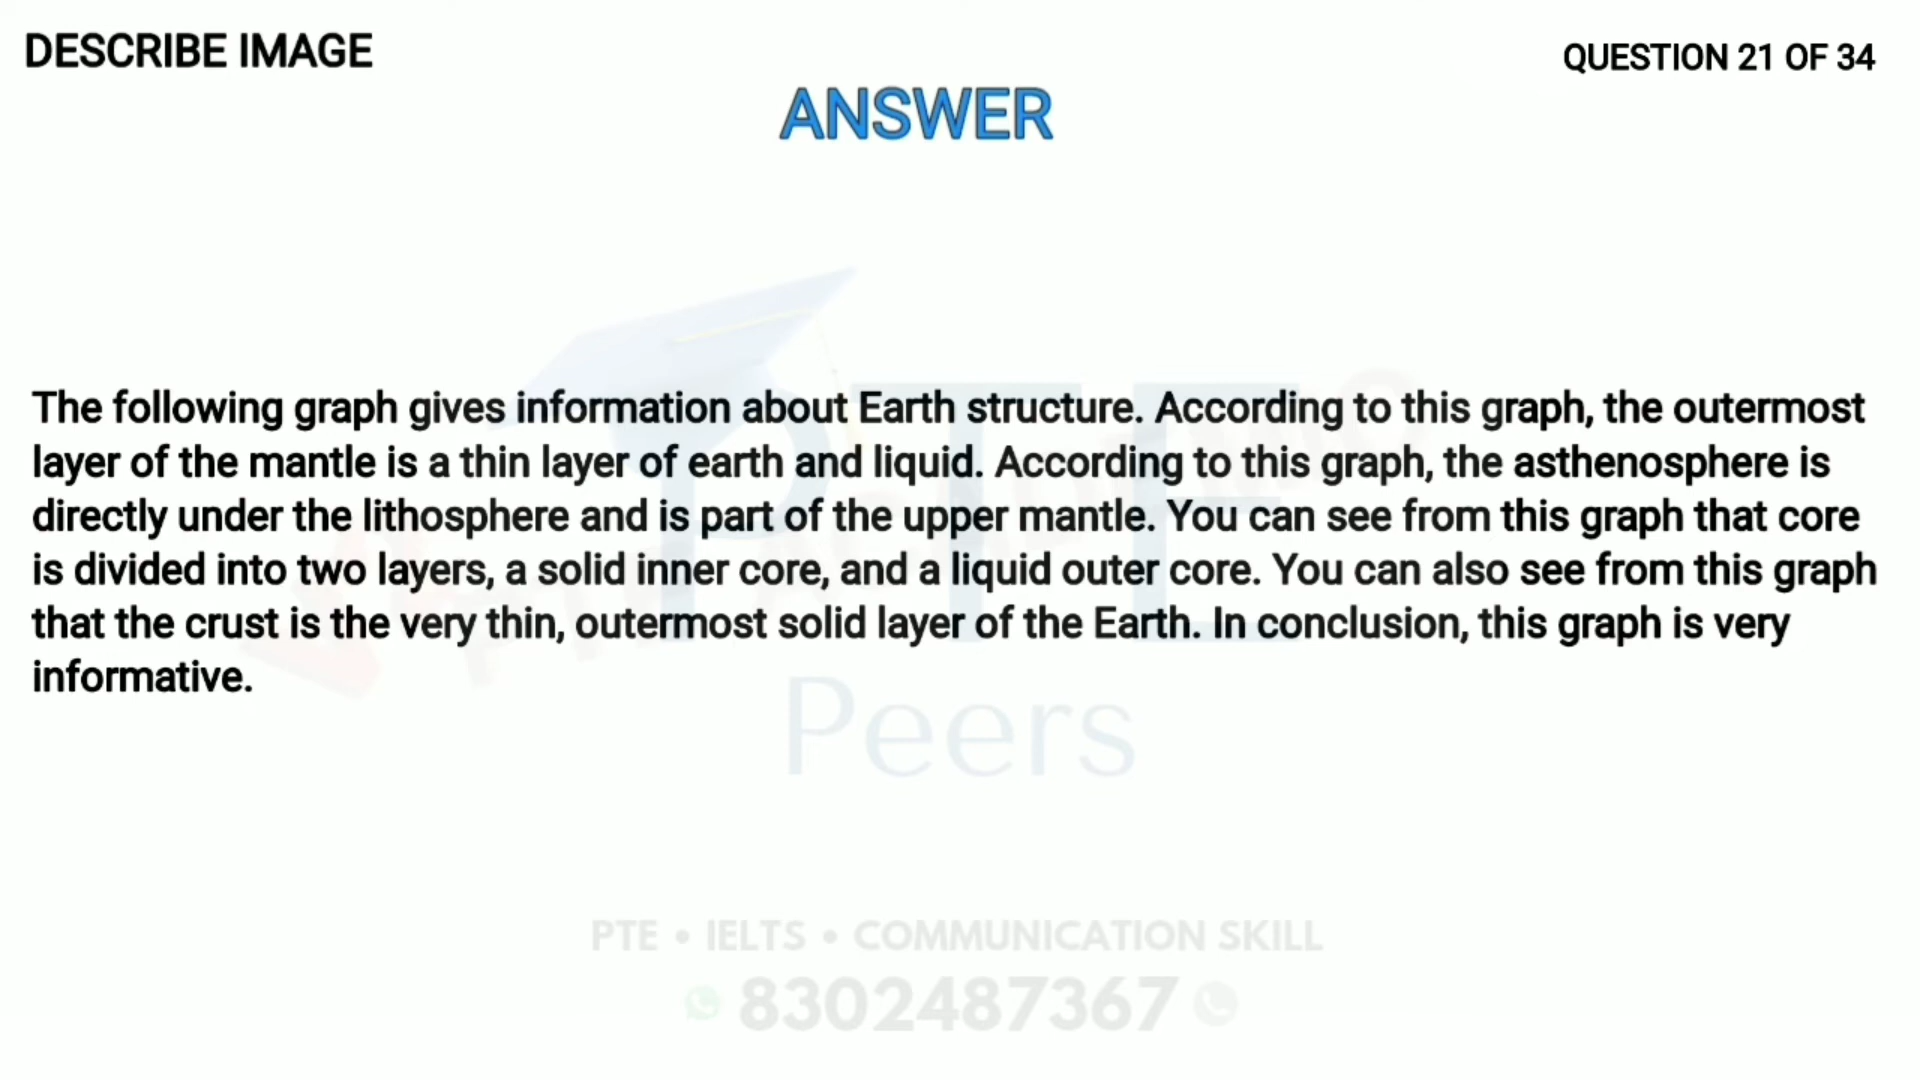 DESCRIBE IMAGE
QUESTION 21 OF 34
ANSWER
The following graph gives information about Earth structure. According to this graph, the outermost
layer of the mantle is a thin layer of earth and liquid. According to this graph, the asthenosphere is
directly under the lithosphere and is part of the upper mantle. You can see from this graph that core
is divided into two layers, a solid inner core, and a liquid outer core. You can also see from this graph
that the crust is the very thin, outermost solid layer of the Earth. In conclusion, this graph is very
informative.
PTE
Peers
PTE • IELTS • COMMUNICATION SKILL
8302487367